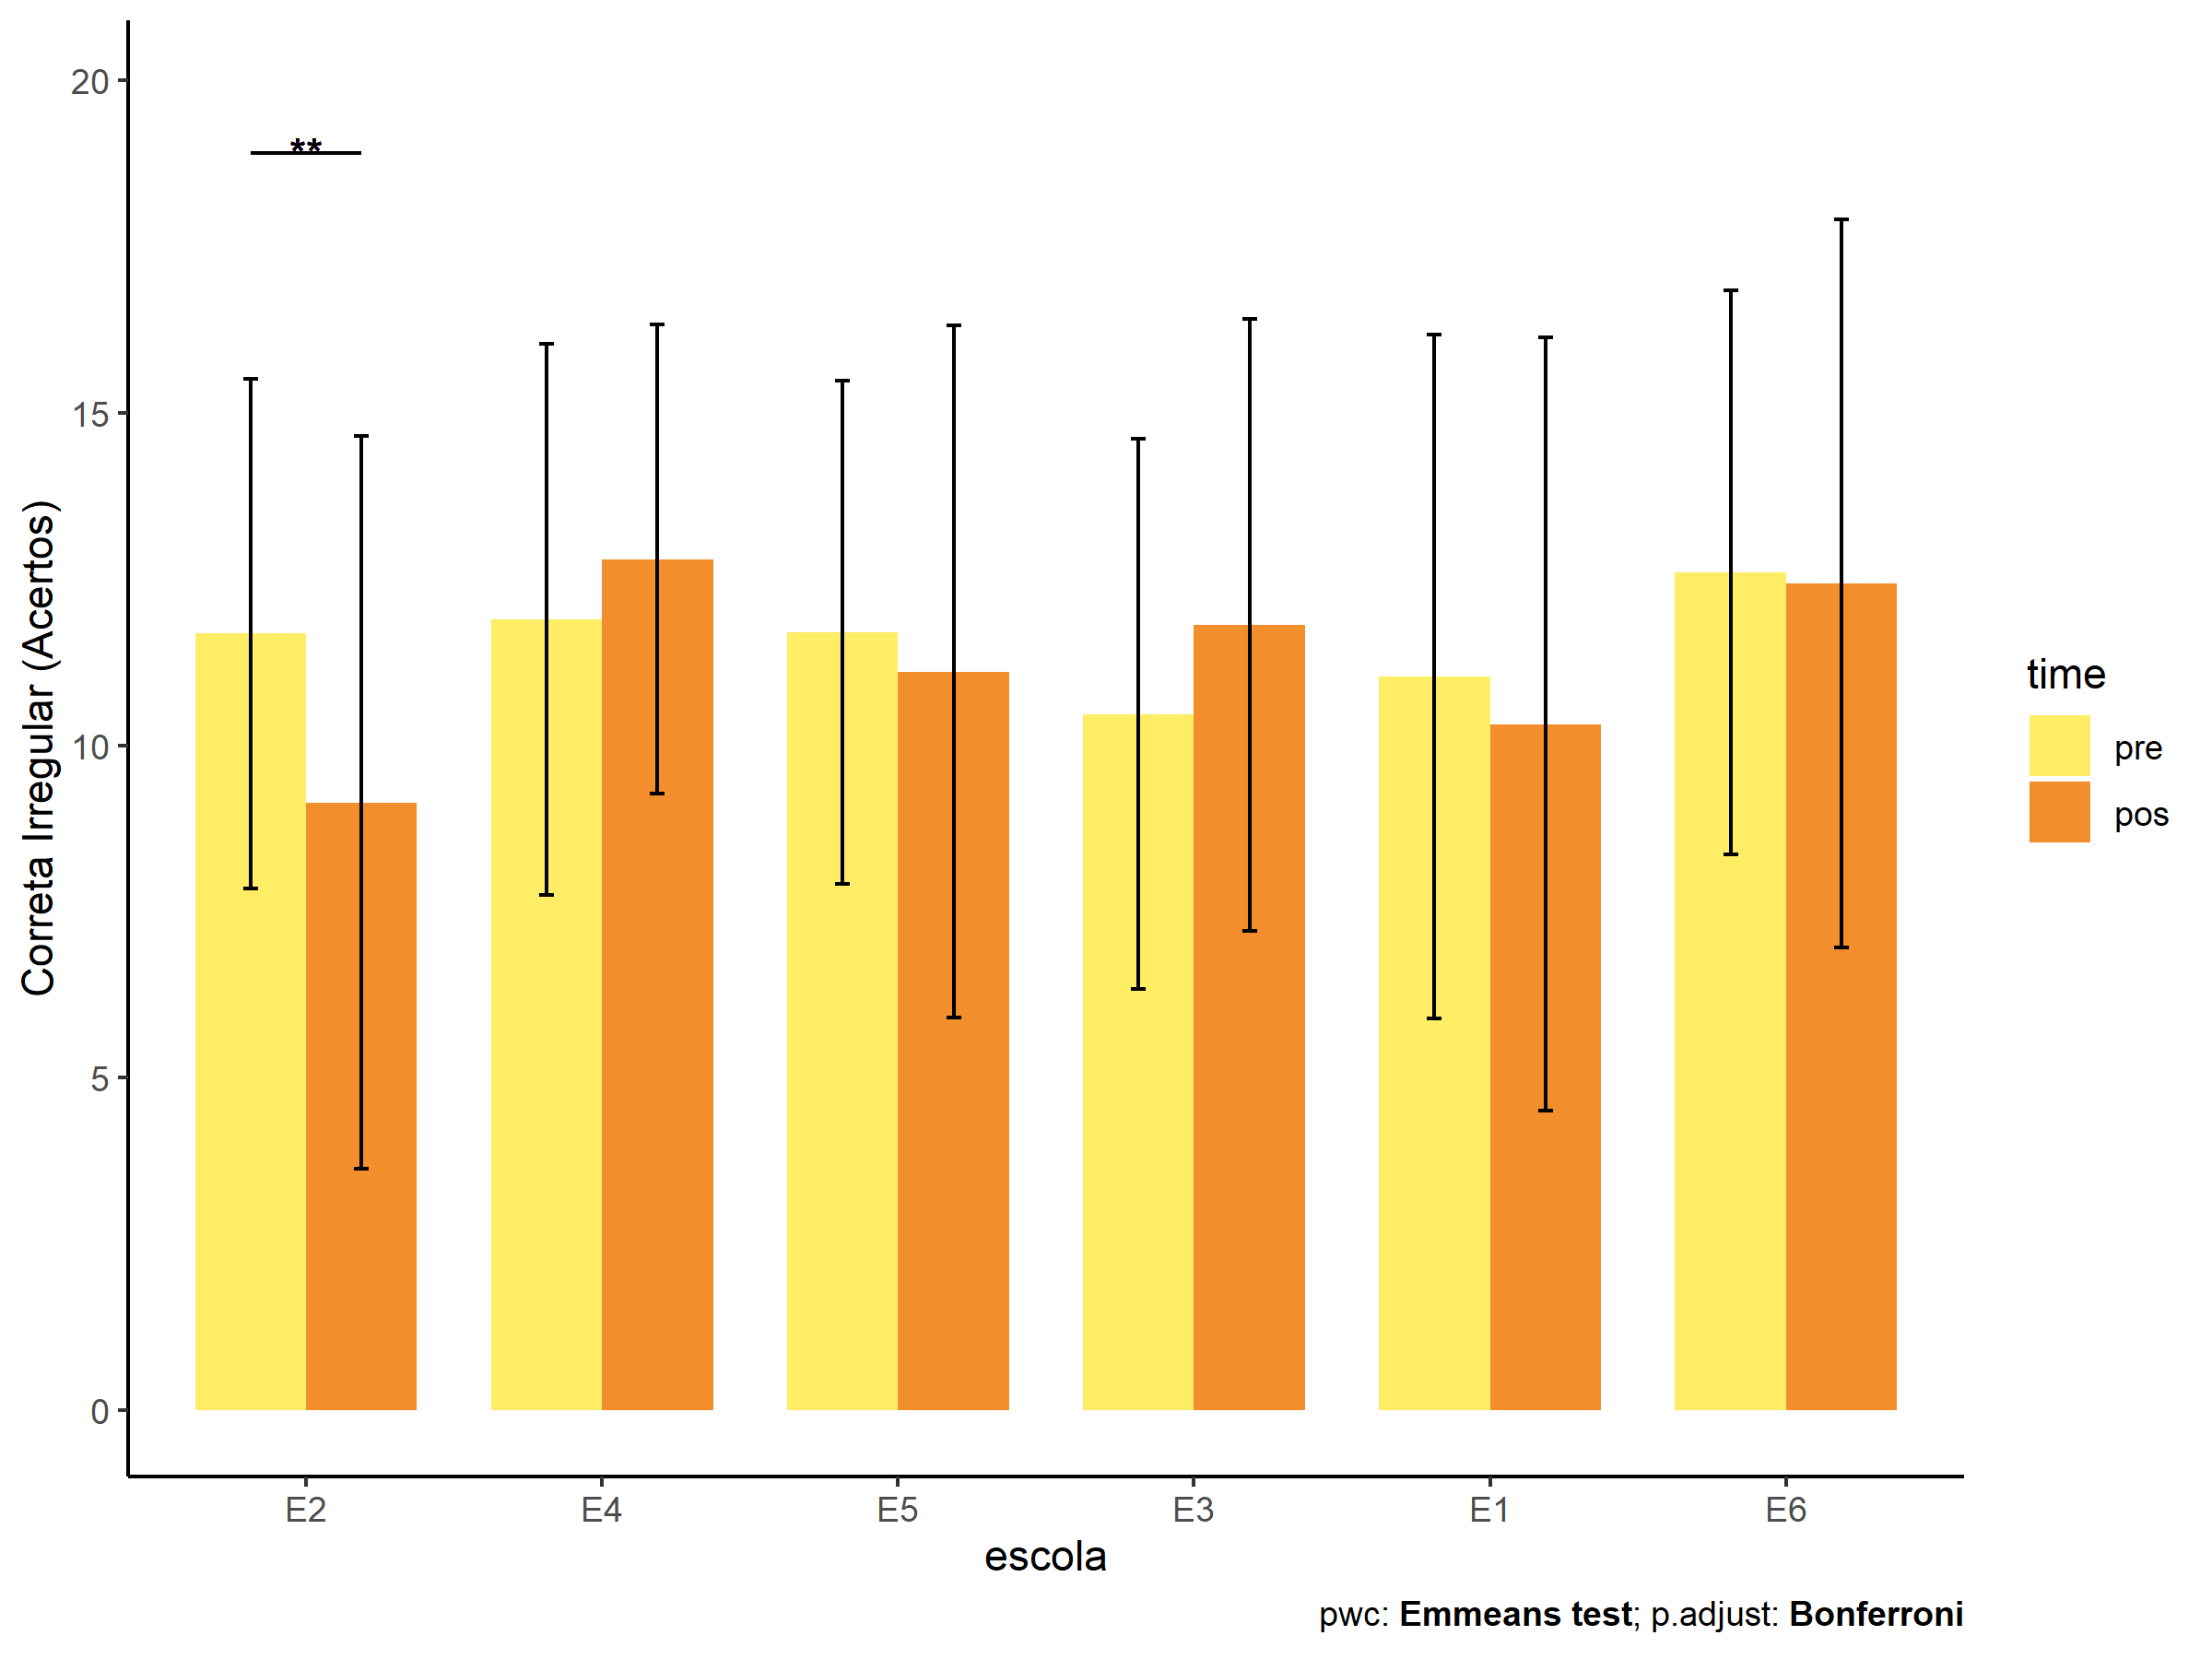 20
15
10
5
0
Correta Irregular (Acertos)
**
E2 E4 E5 E3 E1 E6
escola
time
pre
pos
pwc: Emmeans test; p.adjust: Bonferroni